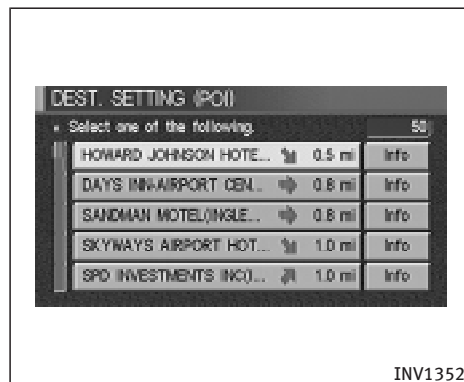 DEST. SETTING (POI)
Select one of the following. 50
HOWARD JOHNSON HOTE... 0.5 mi Info
DAYS INN-AIRPORT CEN... 0.8 mi Info
SANDMAN MOTEL(INGLE... 0.8 mi Info
SKYWAYS AIRPORT HOT... 1.0 mi Info
SPD INVESTMENTS INC(I... 1.0 mi Info
INV1352